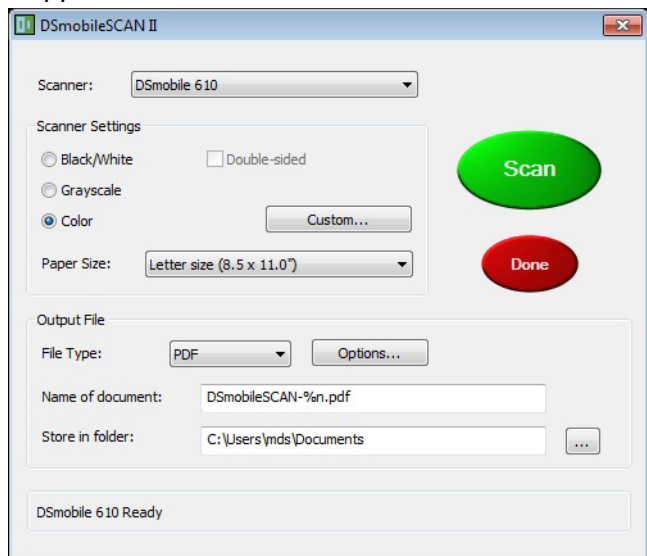 DSmobileSCAN II
Scanner: DSmobile 610
Scanner Settings
Black/White Double-sided
Grayscale
Color Custom...
Paper Size: Letter size (8.5 x 11.0")
Scan
Done
Output File
File Type: PDF Options...
Name of document: DSmobileSCAN-%n.pdf
Store in folder: C:\Users\mds\Documents ...
DSmobile 610 Ready